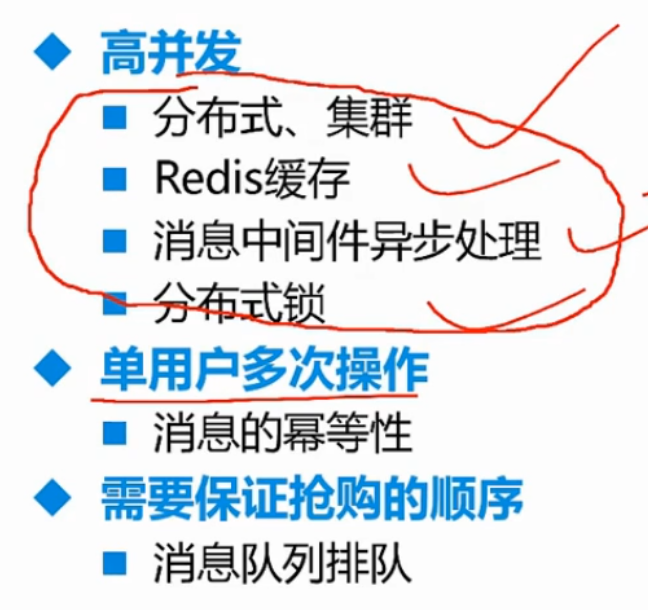 高并发
分布式、集群
Redis缓存
消息中间件异步处理
分布式锁
单用户多次操作
消息的幂等性
需要保证抢购的顺序
消息队列排队